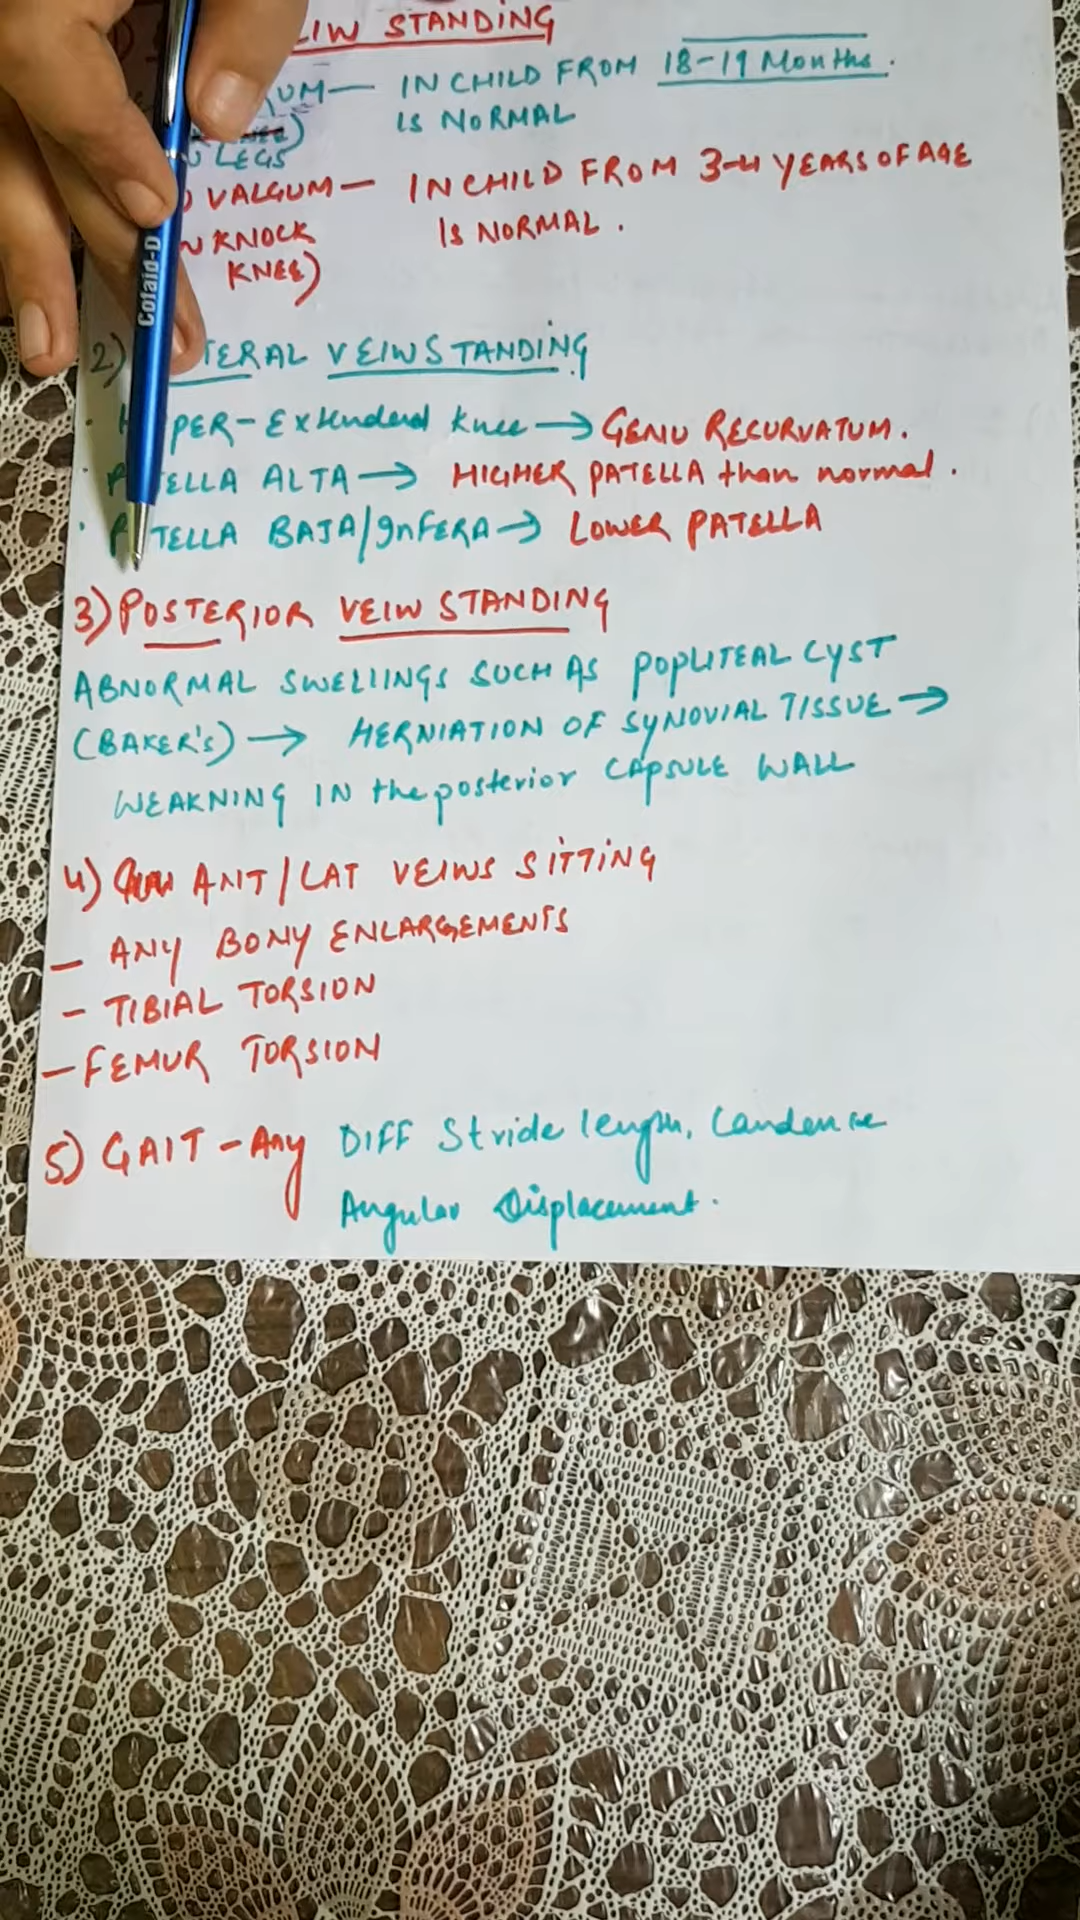 VEIW STANDING
UM— IN CHILD FROM 18-19 Months.
IS NORMAL
LEGS
VALGUM— IN CHILD FROM 3-4 YEARS OF AGE
KNOCK IS NORMAL.
KNEE)
2) TERAL VEIW STANDING
• H PER-Extended knee → GENU RECURVATUM.
• P TELLA ALTA → HIGHER PATELLA than normal.
• P TELLA BAJA/INFERA → LOWER PATELLA
3) POSTERIOR VEIW STANDING
ABNORMAL SWELLINGS SUCH AS POPLITEAL CYST
(BAKER'S) → HERNIATION OF SYNOVIAL TISSUE →
WEAKNING IN the posterior CAPSULE WALL
4) ANT/LAT VEIWS SITTING
- ANY BONY ENLARGEMENTS
- TIBIAL TORSION
- FEMUR TORSION
5) GAIT - Any DIFF Stride length,
Angular Displacement.
Cofaid-D